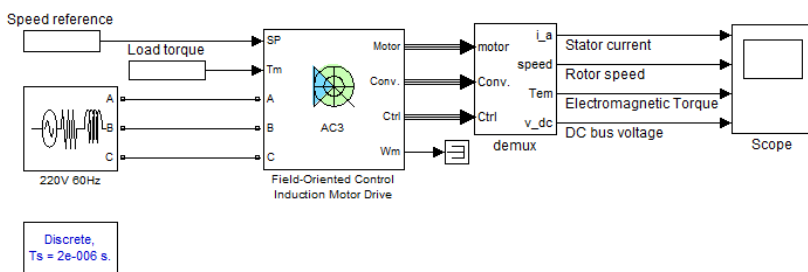 Speed reference
Load torque
SP
Tm
A
B
C
Motor
Conv.
Ctrl
Wm
AC3
Field-Oriented Control
Induction Motor Drive
A
B
C
220V 60Hz
motor
Conv.
Ctrl
i_a
speed
Tem
v_dc
demux
Stator current
Rotor speed
Electromagnetic Torque
DC bus voltage
Scope
Discrete,
Ts = 2e-006 s.